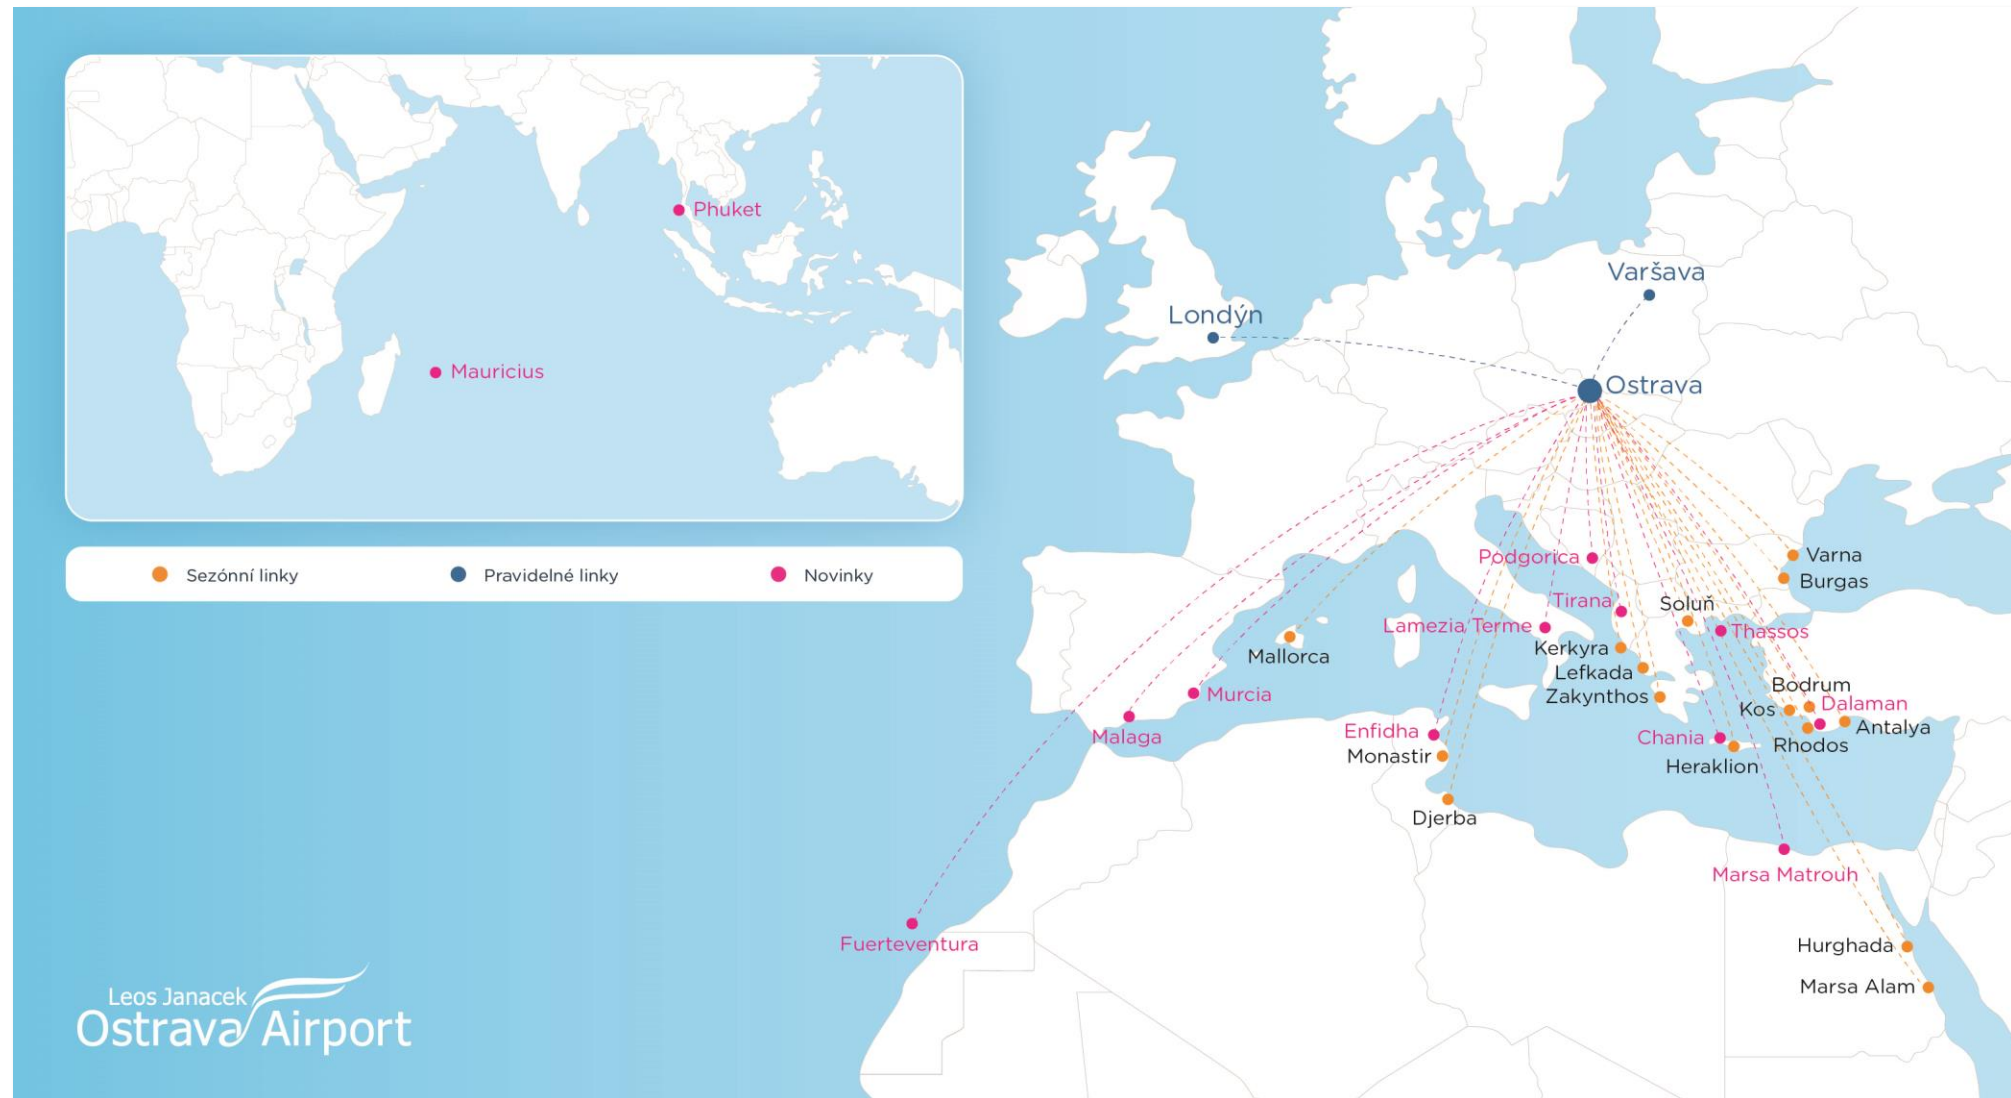 Phuket
Mauricius
Sezónní linky
Pravidelné linky
Novinky
Varšava
Londýn
Ostrava
Podgorica
Varna
Burgas
Tirana
Soluň
Lamezia Terme
Thassos
Kerkyra
Mallorca
Lefkada
Zakynthos
Bodrum
Murcia
Kos
Dalaman
Malaga
Enfidha
Chania
Antalya
Monastir
Rhodos
Heraklion
Djerba
Marsa Matrouh
Fuerteventura
Hurghada
Marsa Alam
Leos Janacek
Ostrava Airport